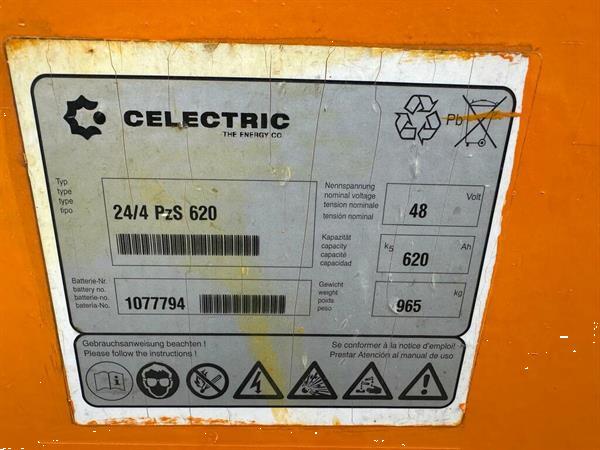 CELECTRIC
THE ENERGY CO.
Pb
Typ
type
type
tipo
24/4 PzS 620
Nennspannung
nominal voltage
tension nominale
tensión nominal
48
Volt
Kapazität
capacity
capacité
capacidad
k5
620
Ah
Batterie-Nr.
battery no.
batterie-no.
bateria-No.
1077794
Gewicht
weight
poids
peso
965
kg
Gebrauchsanweisung beachten !
Please follow the instructions !
Se conformer à la notice d'emploi!
Prestar Atención al manual de uso